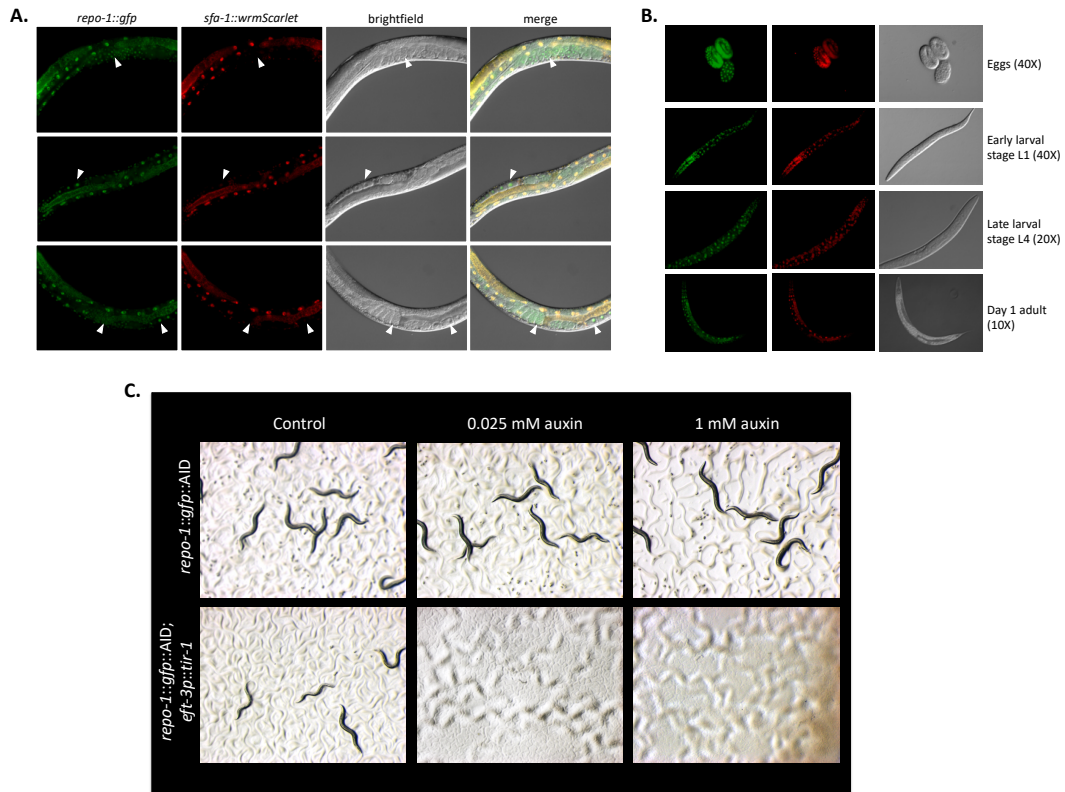 A.
repo-1::gfp
sfa-1::wrmScarlet
brightfield
merge
B.
Eggs (40X)
Early larval
stage L1 (40X)
Late larval
stage L4 (20X)
Day 1 adult
(10X)
C.
Control
0.025 mM auxin
1 mM auxin
repo-1::gfp::AID
repo-1::gfp::AID;
eft-3p::tir-1